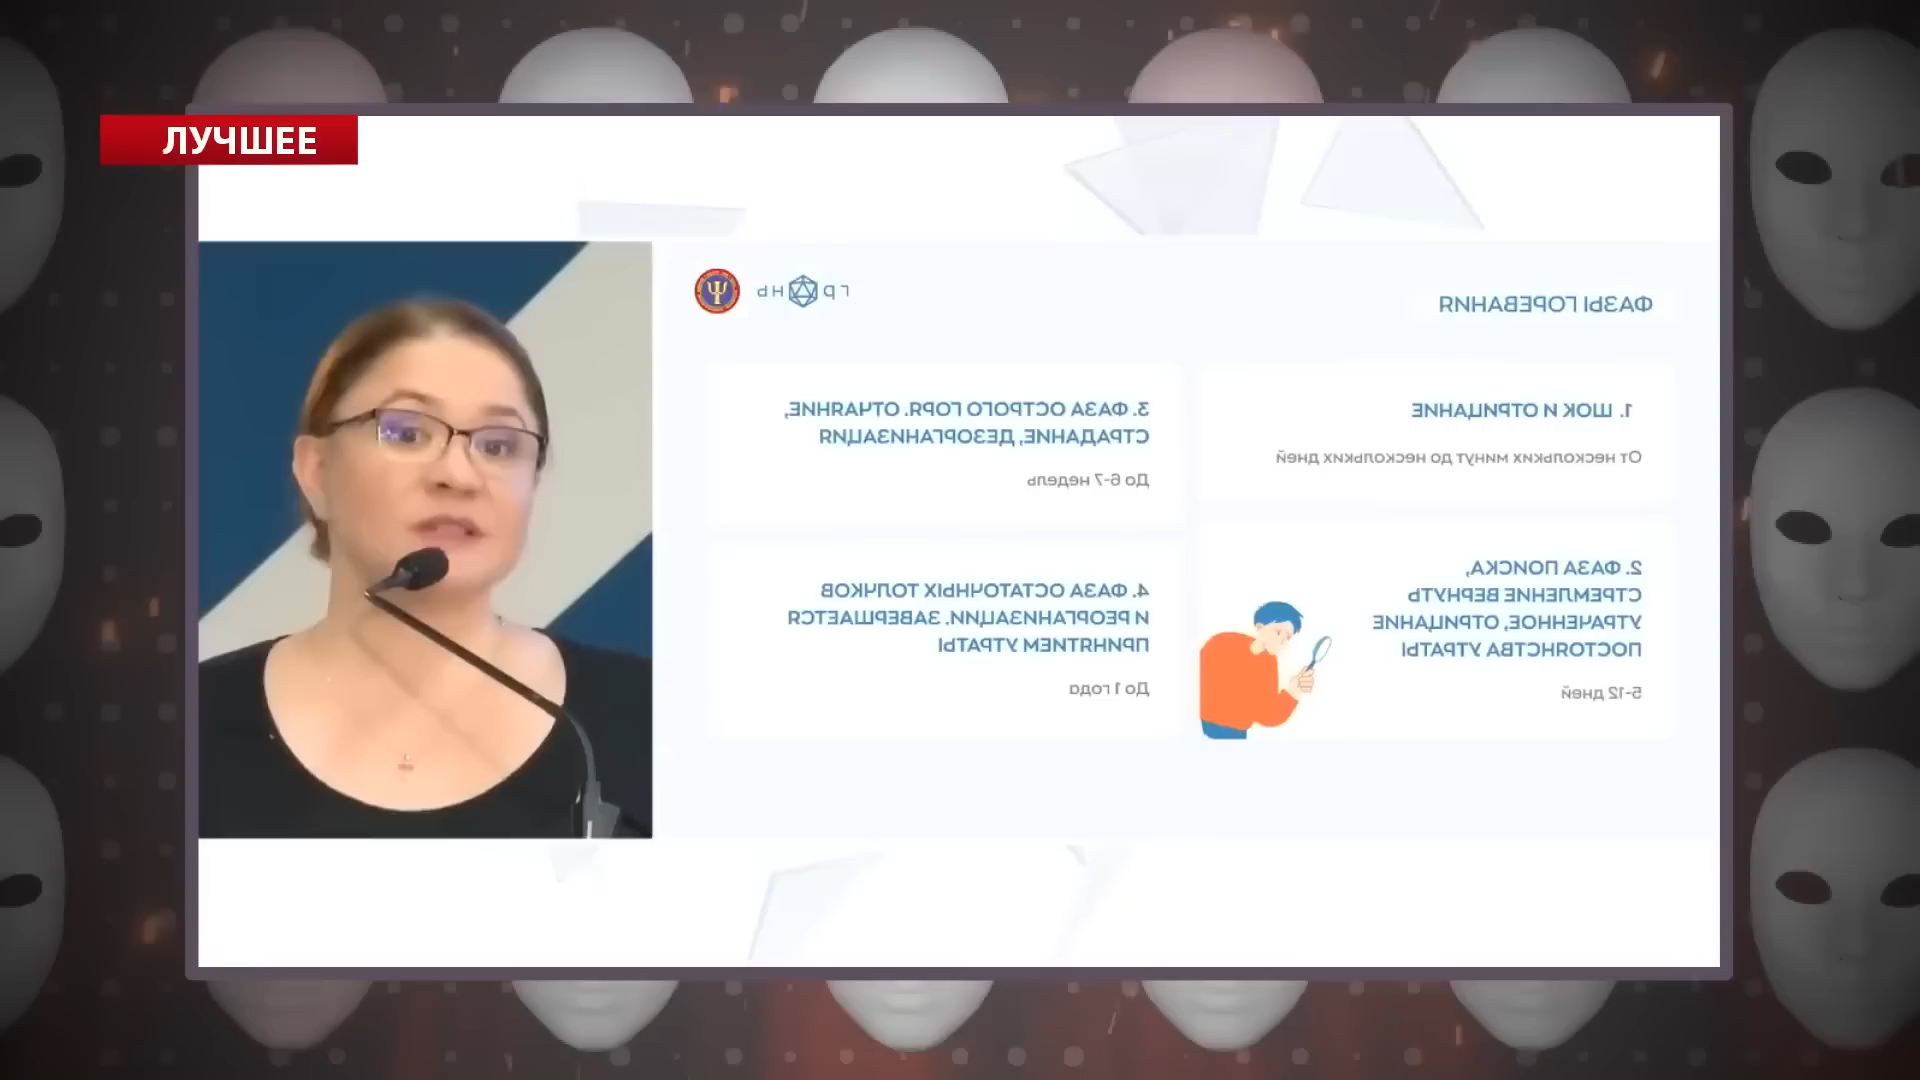 ЛУЧШЕЕ
гр нь
ФАЗЫ ГОРЕВАНИЯ
1. ШОК И ОТРИЦАНИЕ
От нескольких минут до нескольких дней
2. ФАЗА ПОИСКА,
СТРЕМЛЕНИЕ ВЕРНУТЬ
УТРАЧЕННОЕ, ОТРИЦАНИЕ
ПОСТОЯНСТВА УТРАТЫ
5-12 дней
3. ФАЗА ОСТРОГО ГОРЯ. ОТЧАЯНИЕ,
СТРАДАНИЕ, ДЕЗОРГАНИЗАЦИЯ
До 6-7 недель
4. ФАЗА ОСТАТОЧНЫХ ТОЛЧКОВ
И РЕОРГАНИЗАЦИИ. ЗАВЕРШАЕТСЯ
ПРИНЯТИЕМ УТРАТЫ
До 1 года